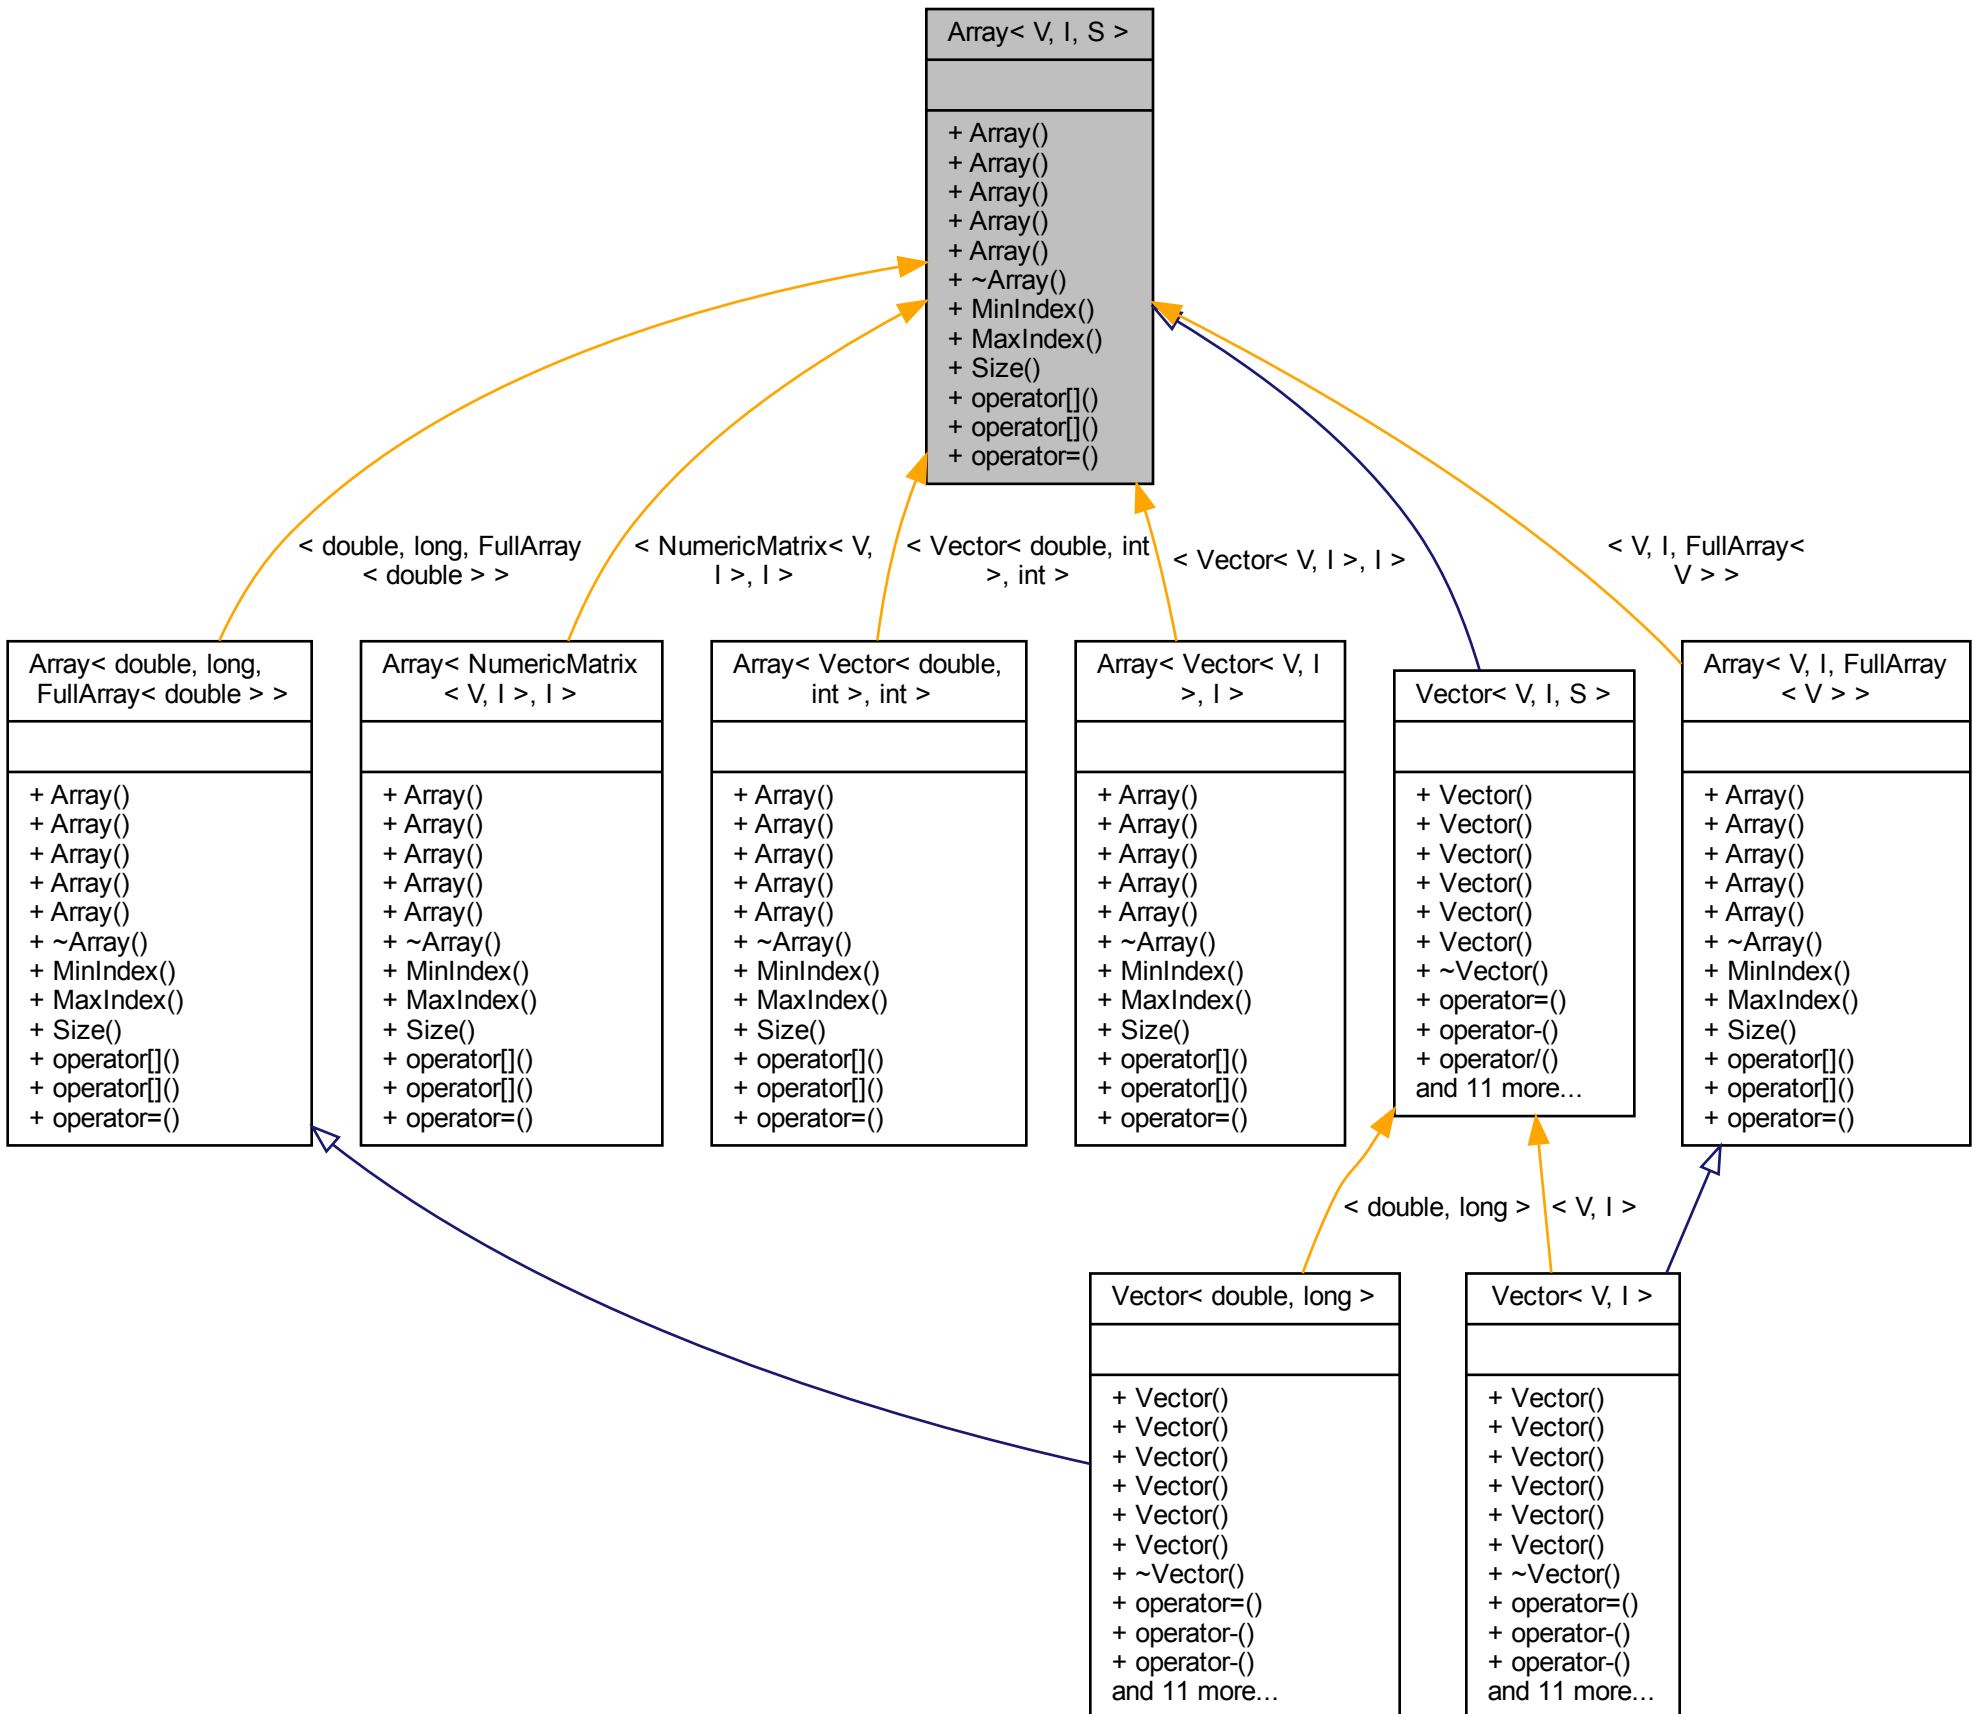 Array< V, I, S >
+ Array()
+ Array()
+ Array()
+ Array()
+ Array()
+ ~Array()
+ MinIndex()
+ MaxIndex()
+ Size()
+ operator[]()
+ operator[]()
+ operator=()
< double, long, FullArray
< double > >
< NumericMatrix< V,
I >, I >
< Vector< double, int
>, int >
< Vector< V, I >, I >
< V, I, FullArray<
V > >
Array< double, long,
FullArray< double > >
+ Array()
+ Array()
+ Array()
+ Array()
+ Array()
+ ~Array()
+ MinIndex()
+ MaxIndex()
+ Size()
+ operator[]()
+ operator[]()
+ operator=()
Array< NumericMatrix
< V, I >, I >
+ Array()
+ Array()
+ Array()
+ Array()
+ Array()
+ ~Array()
+ MinIndex()
+ MaxIndex()
+ Size()
+ operator[]()
+ operator[]()
+ operator=()
Array< Vector< double,
int >, int >
+ Array()
+ Array()
+ Array()
+ Array()
+ Array()
+ ~Array()
+ MinIndex()
+ MaxIndex()
+ Size()
+ operator[]()
+ operator[]()
+ operator=()
Array< Vector< V, I
>, I >
+ Array()
+ Array()
+ Array()
+ Array()
+ Array()
+ ~Array()
+ MinIndex()
+ MaxIndex()
+ Size()
+ operator[]()
+ operator[]()
+ operator=()
Vector< V, I, S >
+ Vector()
+ Vector()
+ Vector()
+ Vector()
+ Vector()
+ Vector()
+ ~Vector()
+ operator=()
+ operator-()
+ operator/()
and 11 more...
Array< V, I, FullArray
< V > >
+ Array()
+ Array()
+ Array()
+ Array()
+ Array()
+ ~Array()
+ MinIndex()
+ MaxIndex()
+ Size()
+ operator[]()
+ operator[]()
+ operator=()
< double, long >
< V, I >
Vector< double, long >
+ Vector()
+ Vector()
+ Vector()
+ Vector()
+ Vector()
+ Vector()
+ ~Vector()
+ operator=()
+ operator-()
+ operator-()
and 11 more...
Vector< V, I >
+ Vector()
+ Vector()
+ Vector()
+ Vector()
+ Vector()
+ Vector()
+ ~Vector()
+ operator=()
+ operator-()
+ operator-()
and 11 more...